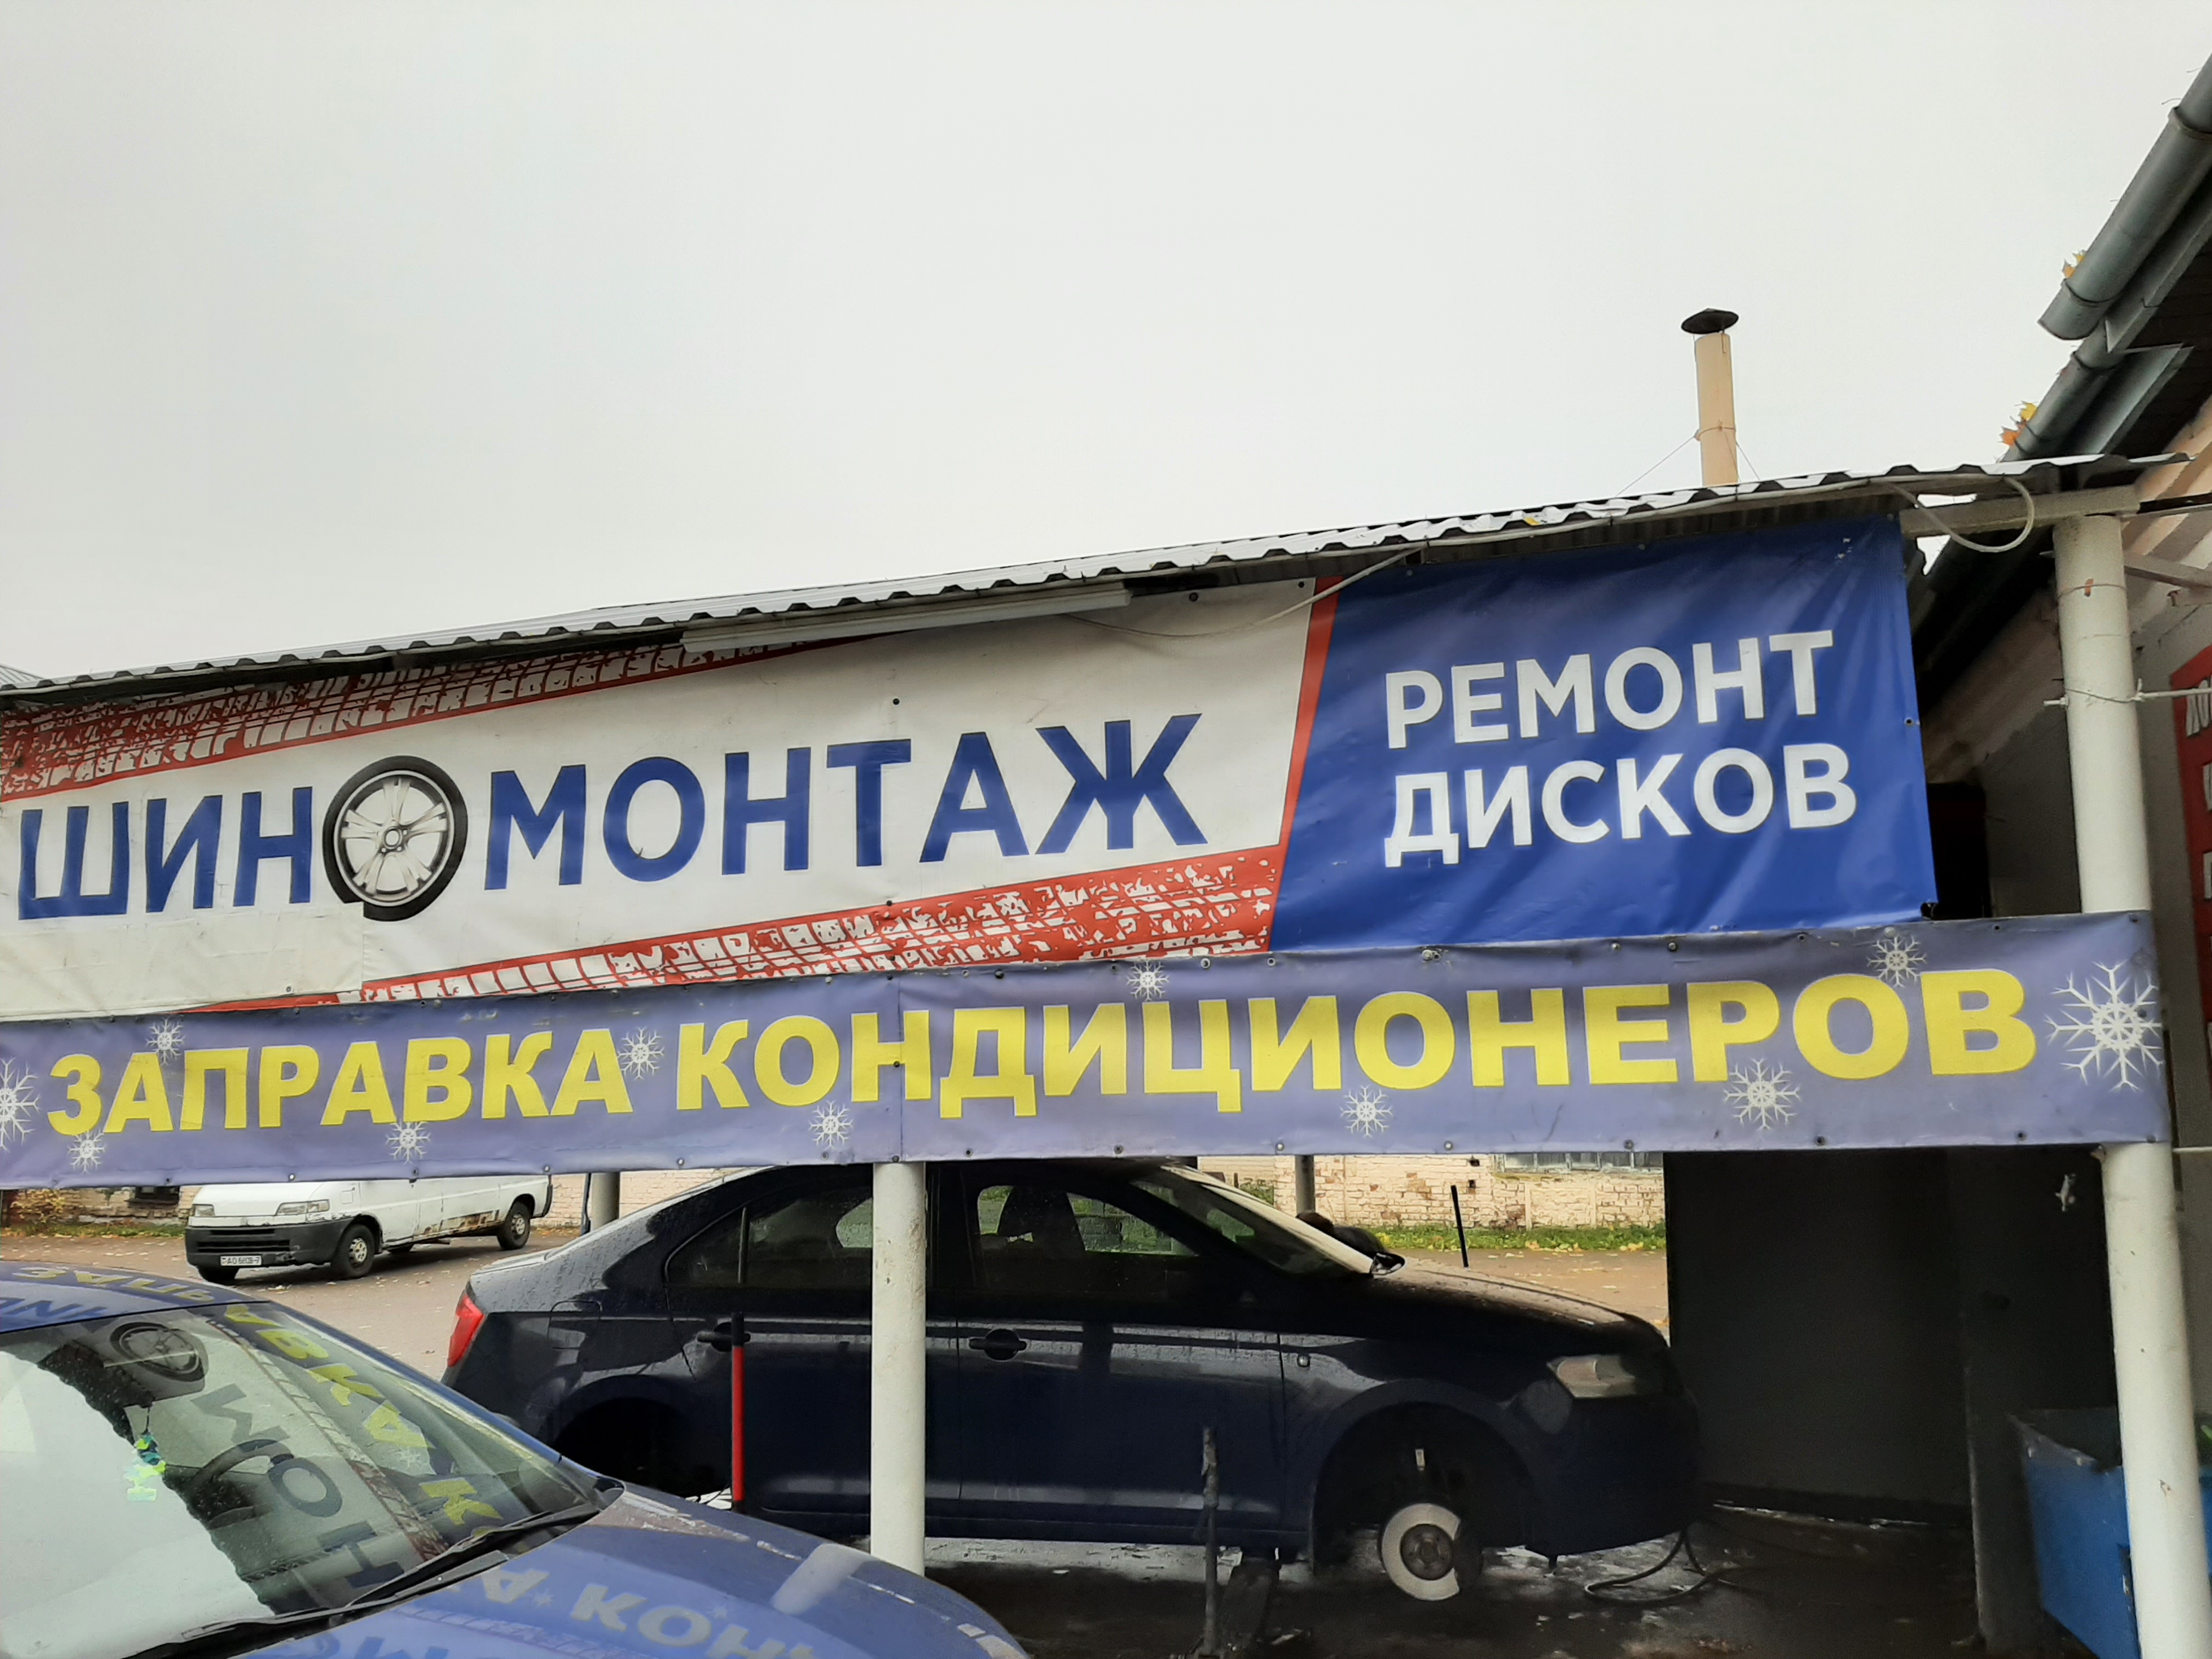 ШИНОМОНТАЖ
РЕМОНТ
ДИСКОВ
ЗАПРАВКА КОНДИЦИОНЕРОВ